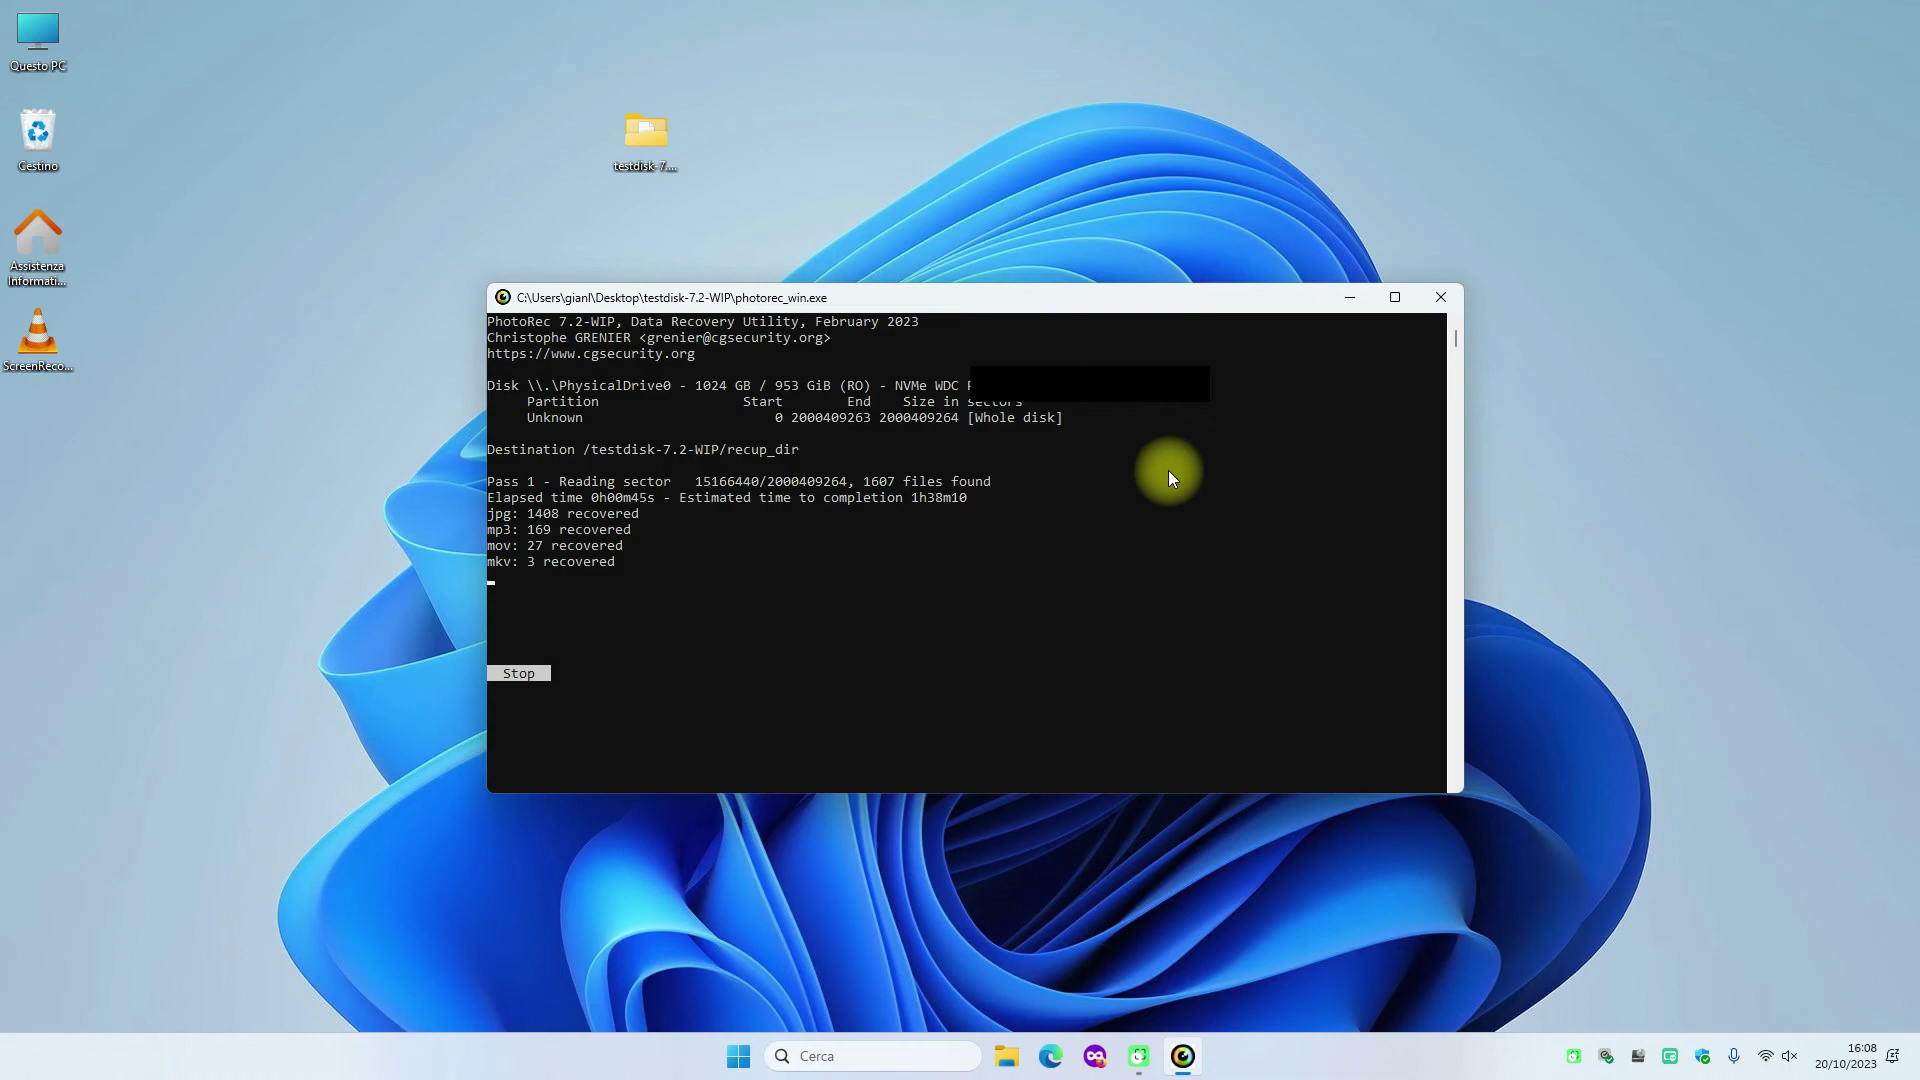 Questo PC
Cestino
Assistenza
Informati...
ScreenReco...
testdisk-7....
C:\Users\gianl\Desktop\testdisk-7.2-WIP\photorec_win.exe
PhotoRec 7.2-WIP, Data Recovery Utility, February 2023
Christophe GRENIER <grenier@cgsecurity.org>
https://www.cgsecurity.org
Disk \\.\PhysicalDrive0 - 1024 GB / 953 GiB (RO) - NVMe WDC
Partition Start End Size in sectors
Unknown 0 2000409263 2000409264 [Whole disk]
Destination /testdisk-7.2-WIP/recup_dir
Pass 1 - Reading sector 15166440/2000409264, 1607 files found
Elapsed time 0h00m45s - Estimated time to completion 1h38m10
jpg: 1408 recovered
mp3: 169 recovered
mov: 27 recovered
mkv: 3 recovered
Stop
Cerca
16:08
20/10/2023